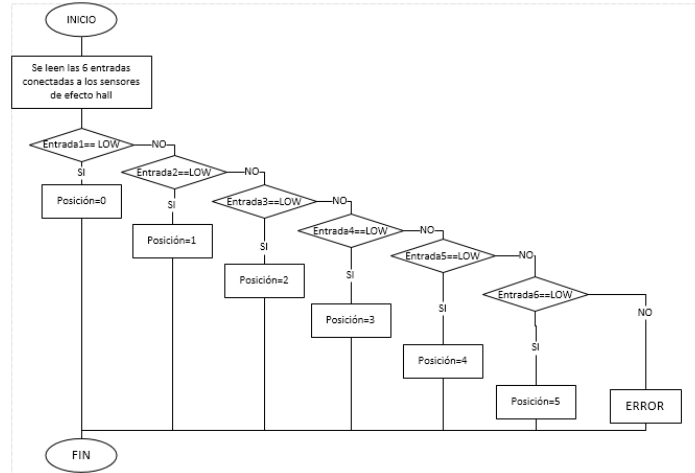 INICIO
Se leen las 6 entradas
conectadas a los sensores
de efecto hall
Entrada1== LOW
NO
SI
Posición=0
Entrada2==LOW
NO
SI
Posición=1
Entrada3==LOW
NO
SI
Posición=2
Entrada4==LOW
NO
SI
Posición=3
Entrada5==LOW
NO
SI
Posición=4
Entrada6==LOW
NO
SI
Posición=5
ERROR
FIN